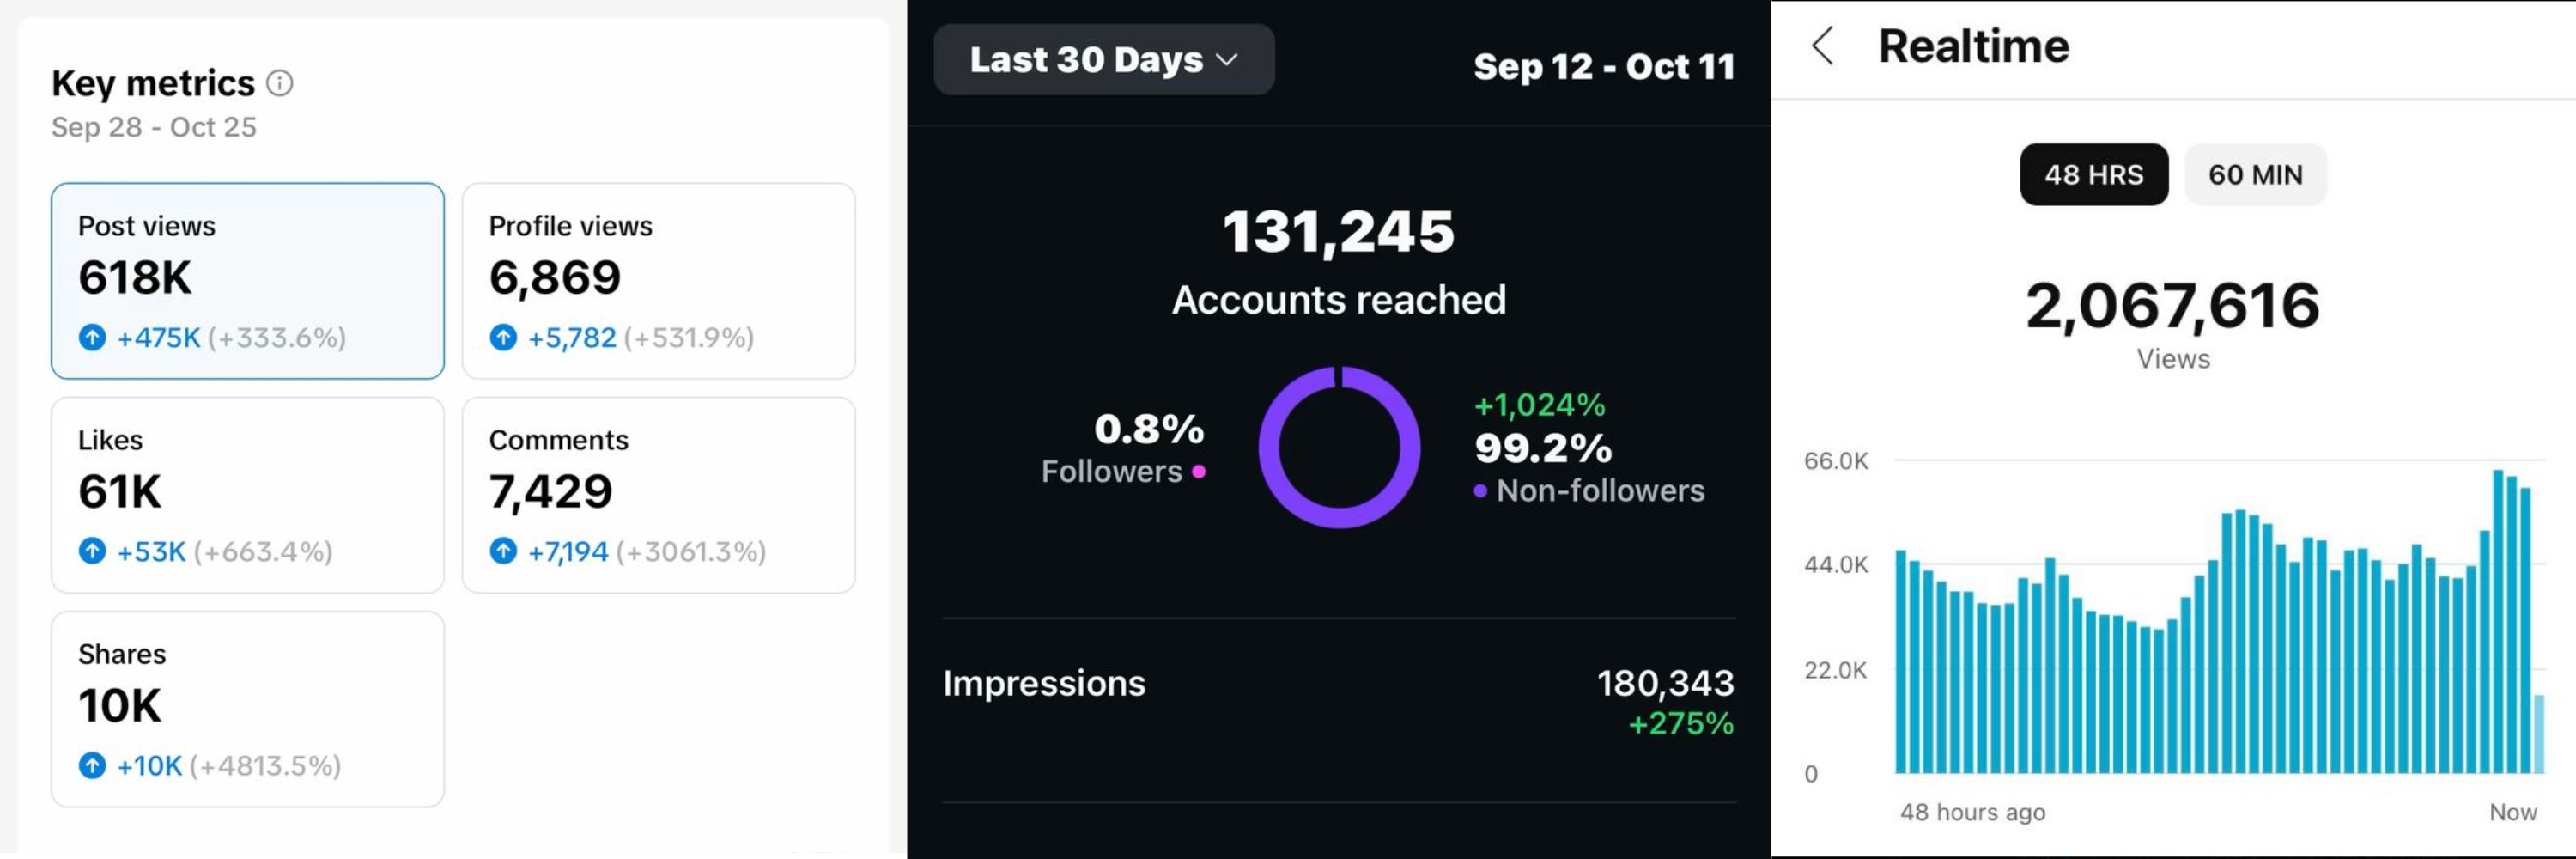 Key metrics
Sep 28 - Oct 25
Post views
618K
+475K (+333.6%)
Profile views
6,869
+5,782 (+531.9%)
Likes
61K
+53K (+663.4%)
Comments
7,429
+7,194 (+3061.3%)
Shares
10K
+10K (+4813.5%)
Last 30 Days
Sep 12 - Oct 11
131,245
Accounts reached
0.8%
Followers
+1,024%
99.2%
Non-followers
Impressions
180,343
+275%
Realtime
48 HRS
60 MIN
2,067,616
Views
66.0K
44.0K
22.0K
0
48 hours ago
Now